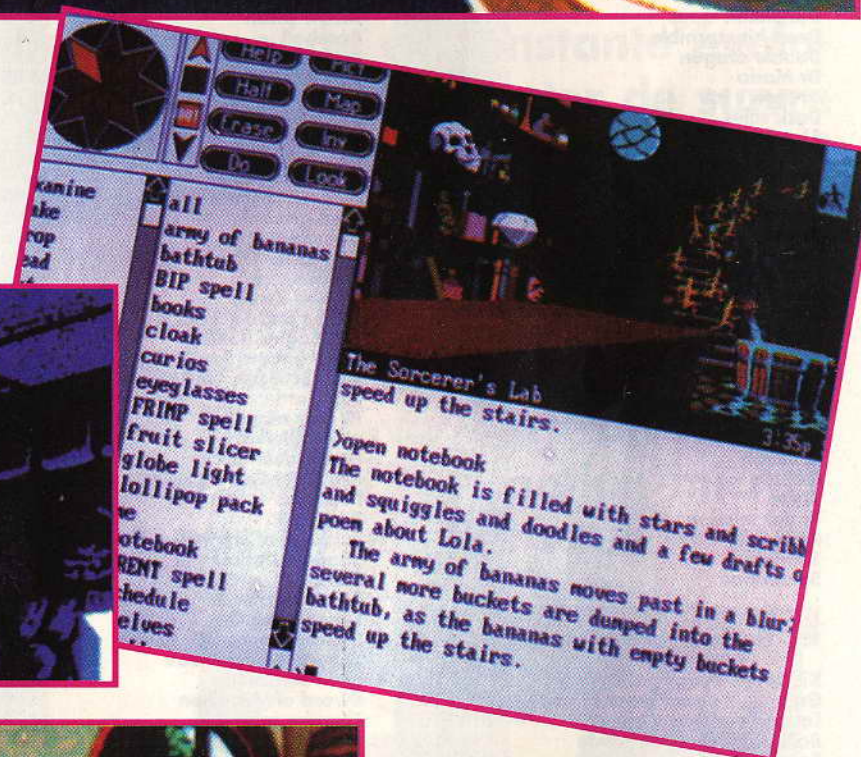 Help
Half Map
Erase Inv
Do Look
xamine
ake
rop
ead
all
army of bananas
bathtub
BIP spell
books
cloak
curios
eyeglasses
FRIMP spell
fruit slicer
globe light
lollipop pack
otebook
RENT spell
chedule
elves
The Sorcerer's Lab
3:35p
speed up the stairs.
>open notebook
The notebook is filled with stars and scribb
and squiggles and doodles and a few drafts o
poem about Lola.
The army of bananas moves past in a blur;
several more buckets are dumped into the
bathtub, as the bananas with empty buckets
speed up the stairs.